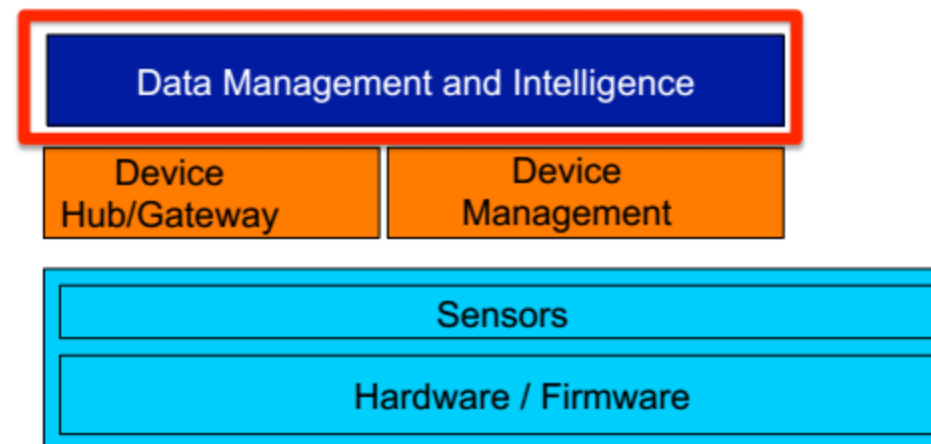 Data Management and Intelligence
Device
Hub/Gateway
Device
Management
Sensors
Hardware / Firmware